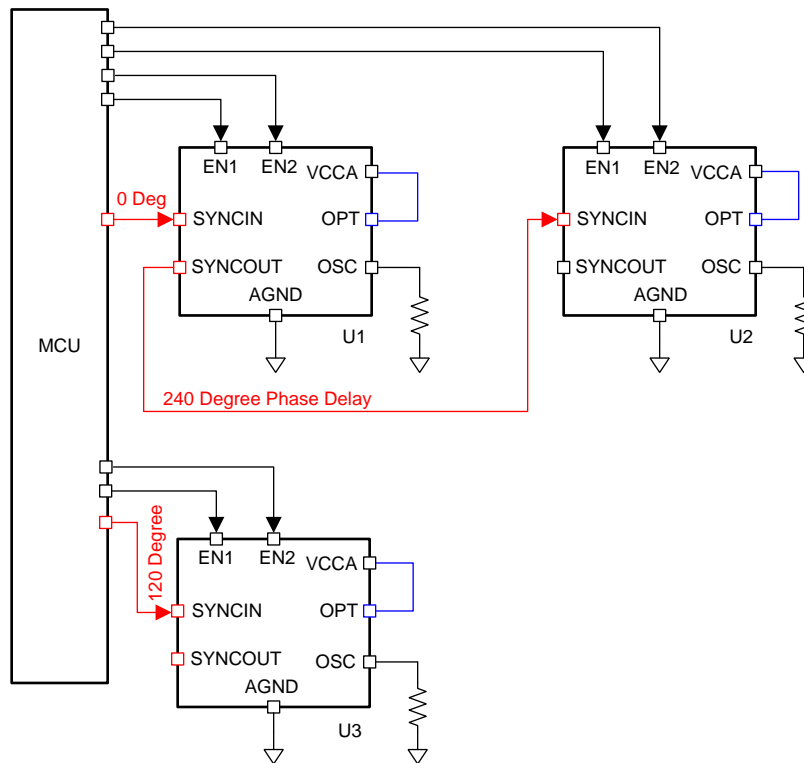 MCU
EN1
EN2
VCCA
0 Deg
SYNCIN
OPT
SYNCOUT
OSC
AGND
U1
EN1
EN2
VCCA
SYNCIN
OPT
SYNCOUT
OSC
AGND
U2
240 Degree Phase Delay
120 Degree
EN1
EN2
VCCA
SYNCIN
OPT
SYNCOUT
OSC
AGND
U3